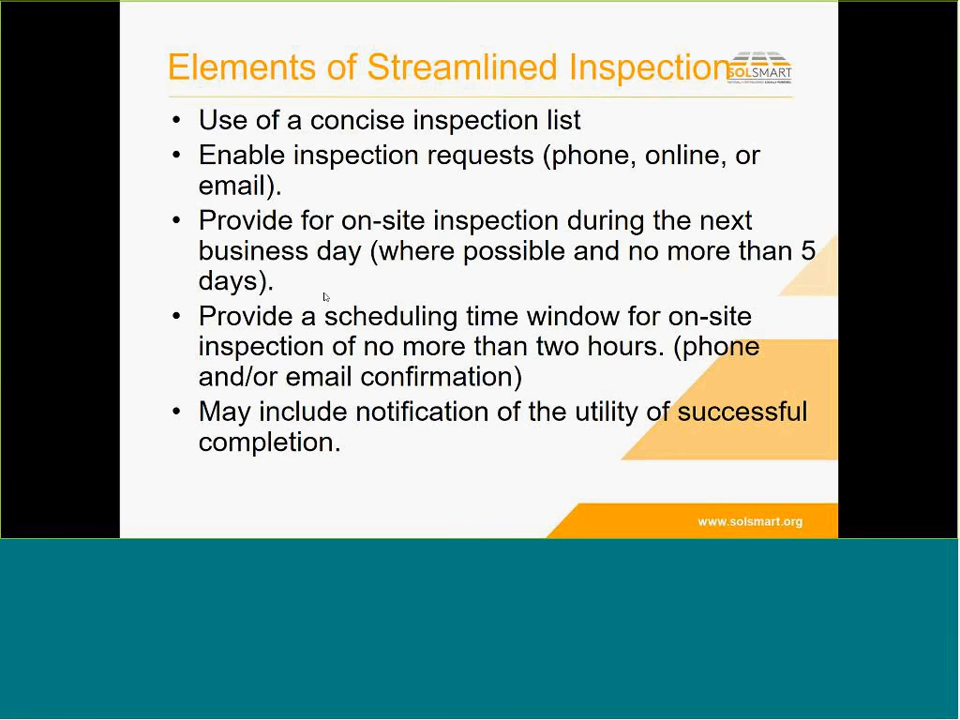 Elements of Streamlined Inspection
SOLSMART
• Use of a concise inspection list
• Enable inspection requests (phone, online, or
email).
• Provide for on-site inspection during the next
business day (where possible and no more than 5
days).
• Provide a scheduling time window for on-site
inspection of no more than two hours. (phone
and/or email confirmation)
• May include notification of the utility of successful
completion.
www.solsmart.org